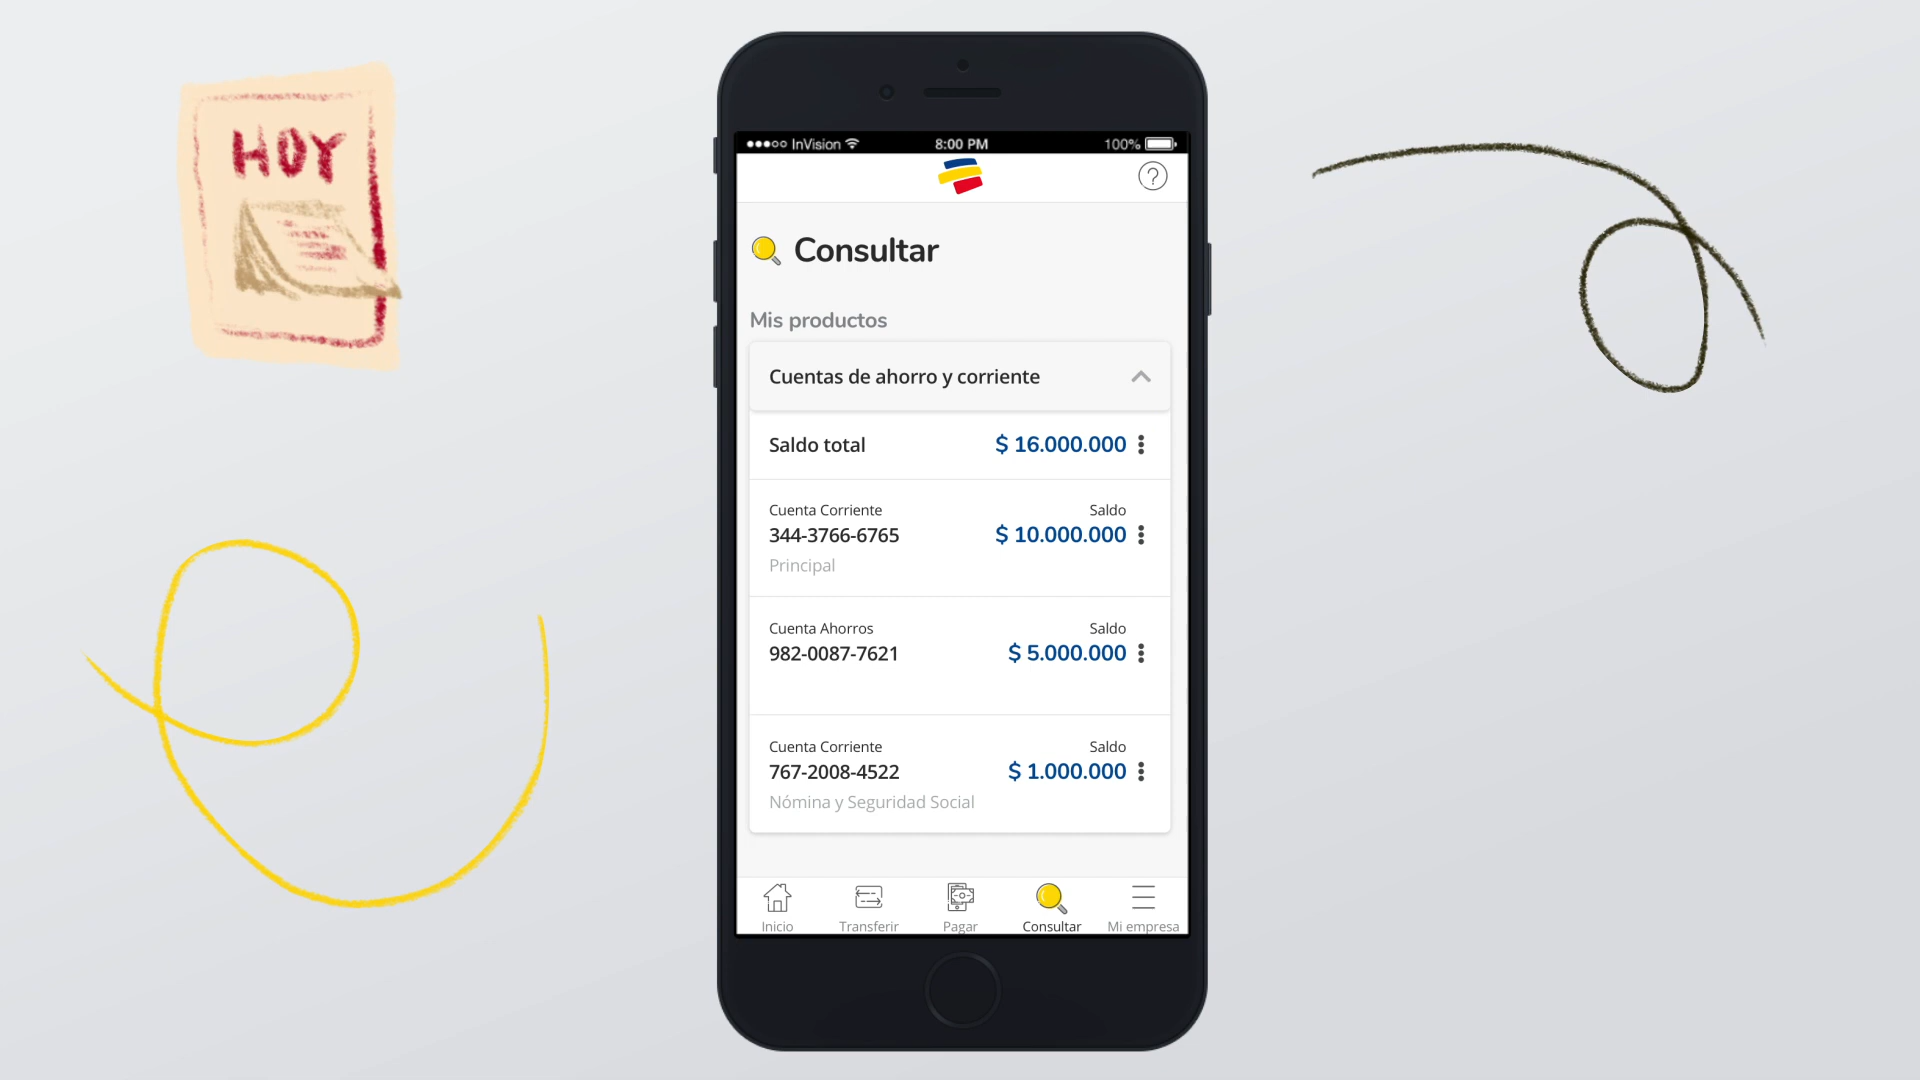 HOY
InVision
8:00 PM
100%
?
Consultar
Mis productos
Cuentas de ahorro y corriente
Saldo total $ 16.000.000
Cuenta Corriente Saldo
344-3766-6765 $ 10.000.000
Principal
Cuenta Ahorros Saldo
982-0087-7621 $ 5.000.000
Cuenta Corriente Saldo
767-2008-4522 $ 1.000.000
Nómina y Seguridad Social
Inicio Transferir Pagar Consultar Mi empresa